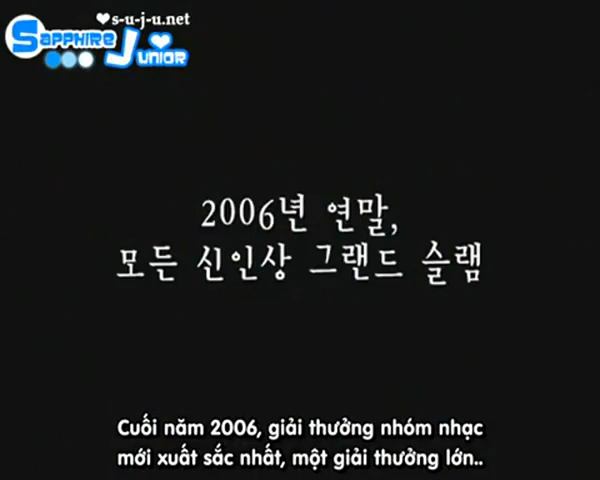 ♥s-u-j-u.net
Sapphire
Junior
2006년 연말,
모든 신인상 그랜드 슬램
Cuối năm 2006, giải thưởng nhóm nhạc
mới xuất sắc nhất, một giải thưởng lớn..